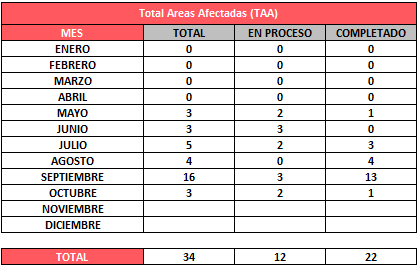 Total Areas Afectadas (TAA)
MES TOTAL EN PROCESO COMPLETADO
ENERO 0 0 0
FEBRERO 0 0 0
MARZO 0 0 0
ABRIL 0 0 0
MAYO 3 2 1
JUNIO 3 3 0
JULIO 5 2 3
AGOSTO 4 0 4
SEPTIEMBRE 16 3 13
OCTUBRE 3 2 1
NOVIEMBRE
DICIEMBRE
TOTAL 34 12 22